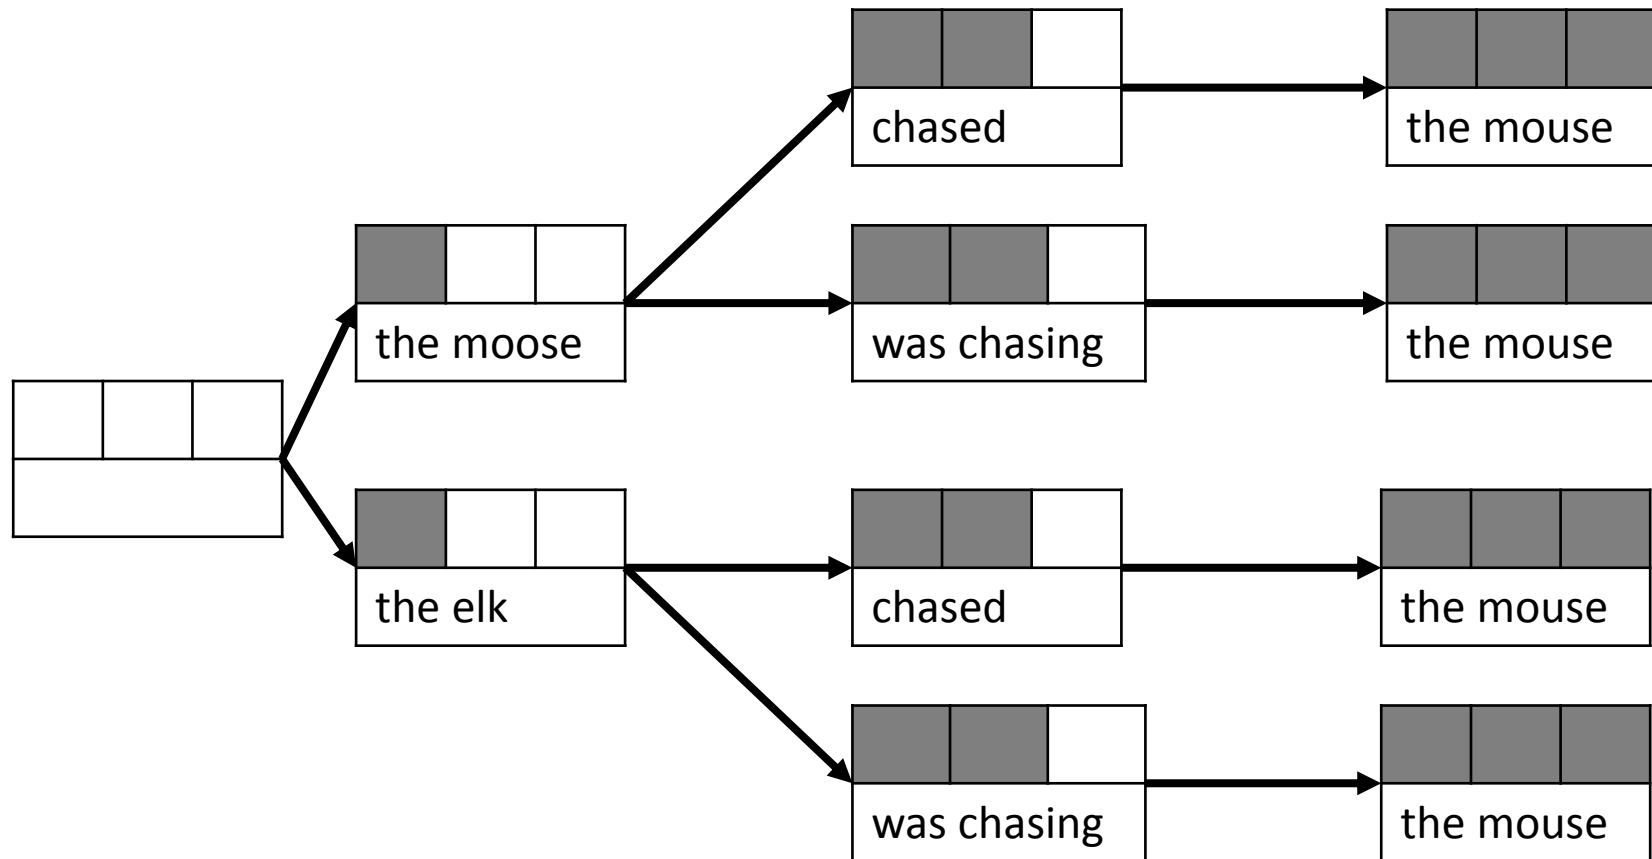 chased
the mouse
the moose
was chasing
the mouse
the elk
chased
the mouse
was chasing
the mouse